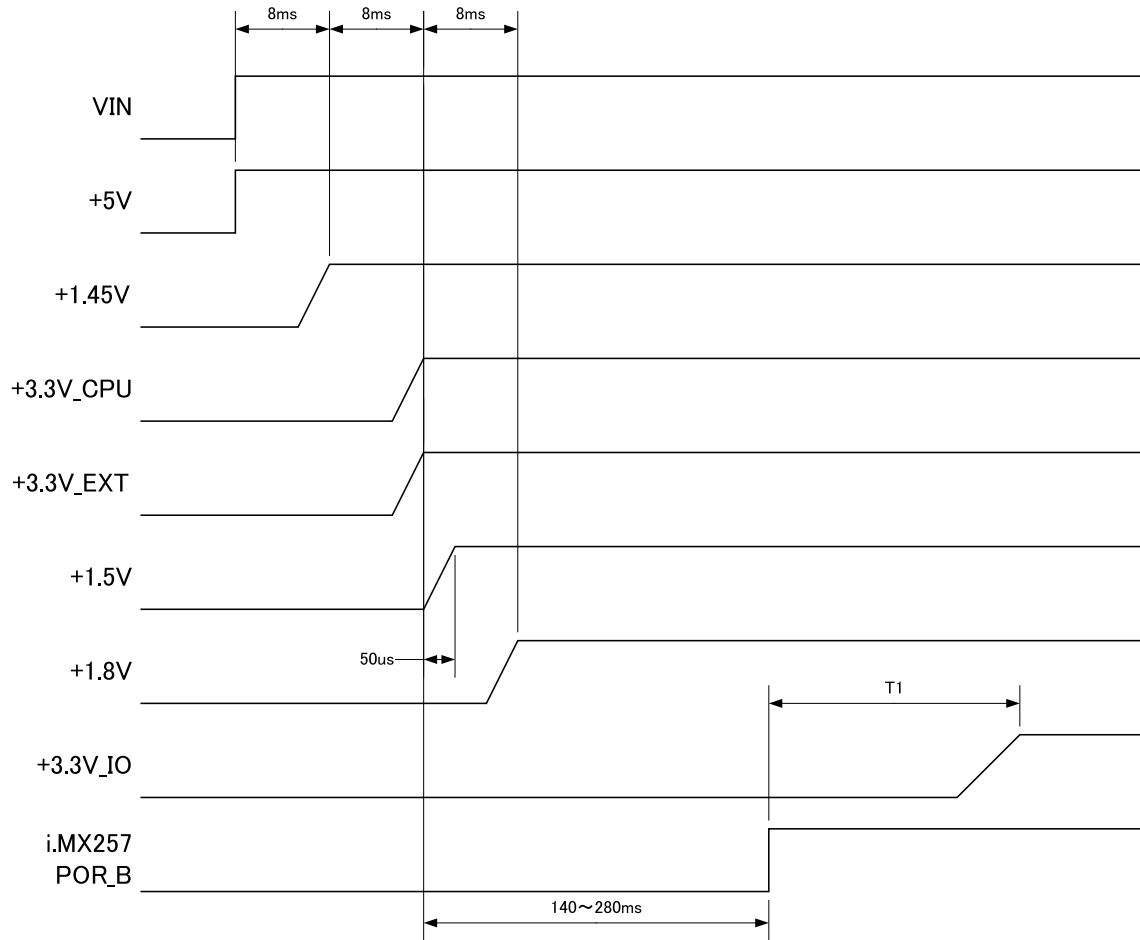 8ms 8ms 8ms
VIN
+5V
+1.45V
+3.3V_CPU
+3.3V_EXT
+1.5V
50us
+1.8V
T1
+3.3V_IO
i.MX257
POR_B
140～280ms